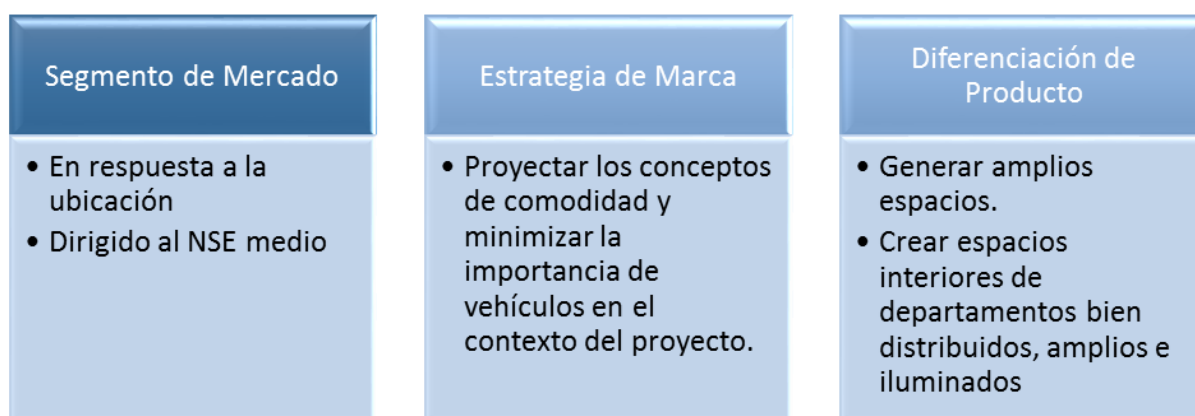 Segmento de Mercado
• En respuesta a la
ubicación
• Dirigido al NSE medio
Estrategia de Marca
• Proyectar los conceptos
de comodidad y
minimizar la
importancia de
vehículos en el
contexto del proyecto.
Diferenciación de
Producto
• Generar amplios
espacios.
• Crear espacios
interiores de
departamentos bien
distribuidos, amplios e
iluminados